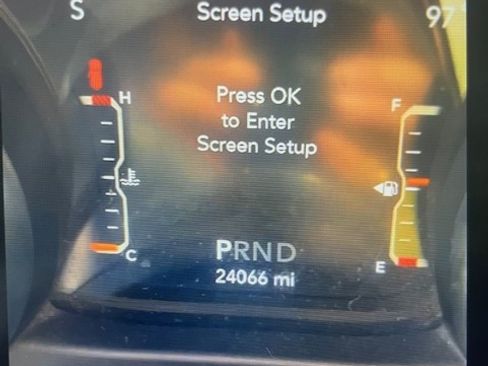 S
Screen Setup
97
H
F
Press OK
to Enter
Screen Setup
C
E
PRND
24066 mi